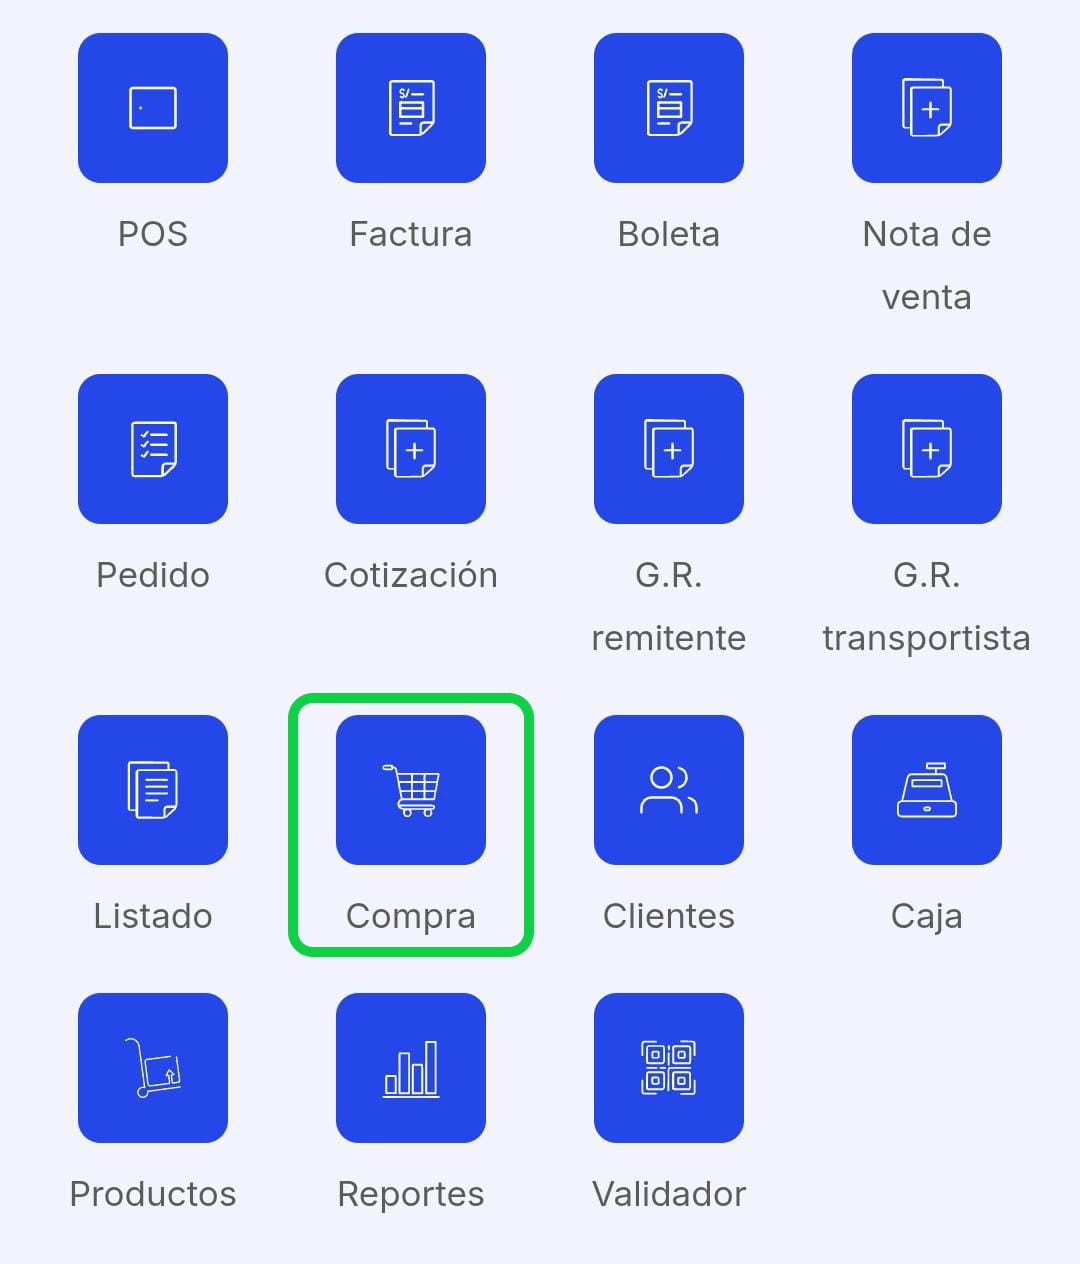 S/
S/
POS
Factura
Boleta
Nota de
venta
Pedido
Cotización
G.R.
remitente
G.R.
transportista
Listado
Compra
Clientes
Caja
Productos
Reportes
Validador